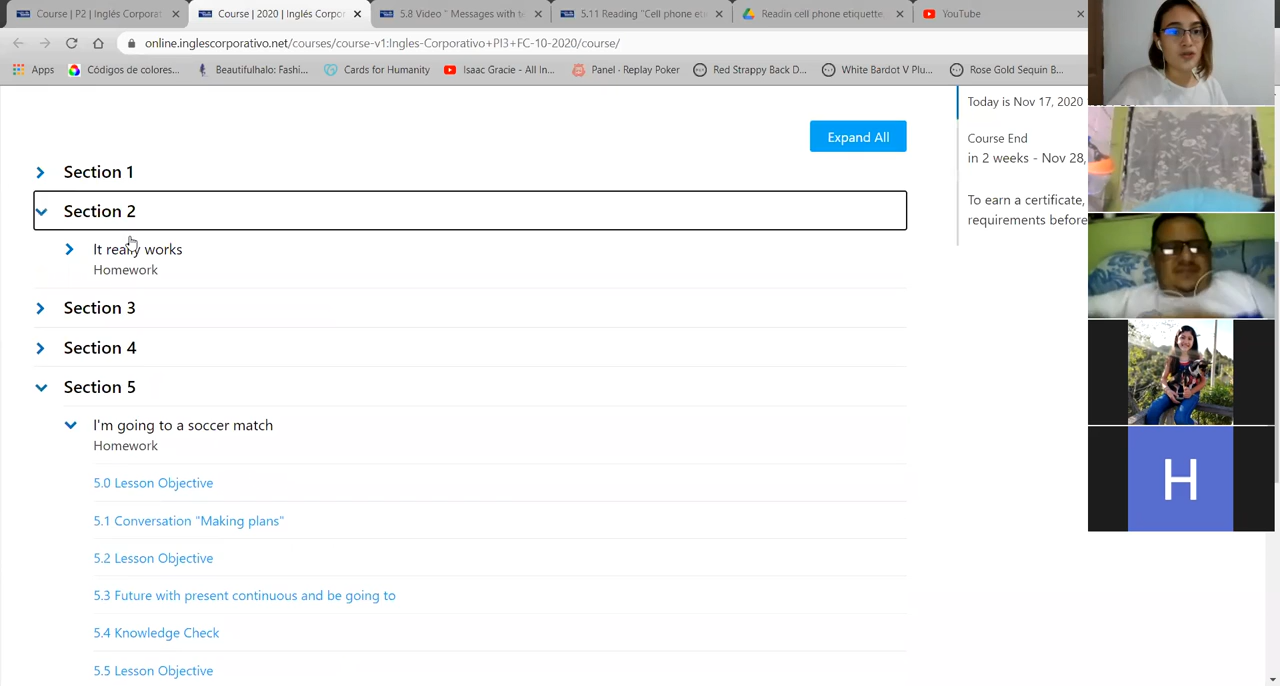 Course | P2 | Inglés Corporat
Course | 2020 | Inglés Corpor
5.8 Video " Messages with te
5.11 Reading "Cell phone et
Readin cell phone etiquette
YouTube
online.inglescorporativo.net/courses/course-v1:Ingles-Corporativo+PI3+FC-10-2020/course/
Apps
Códigos de colores...
Beautifulhalo: Fashi...
Cards for Humanity
Isaac Gracie - All In...
Panel · Replay Poker
Red Strappy Back D...
White Bardot V Plu...
Rose Gold Sequin B...
Today is Nov 17, 2020
Expand All
Course End
in 2 weeks - Nov 28,
Section 1
To earn a certificate,
requirements before
Section 2
It really works
Homework
Section 3
Section 4
Section 5
I'm going to a soccer match
Homework
5.0 Lesson Objective
5.1 Conversation "Making plans"
5.2 Lesson Objective
5.3 Future with present continuous and be going to
5.4 Knowledge Check
5.5 Lesson Objective
H